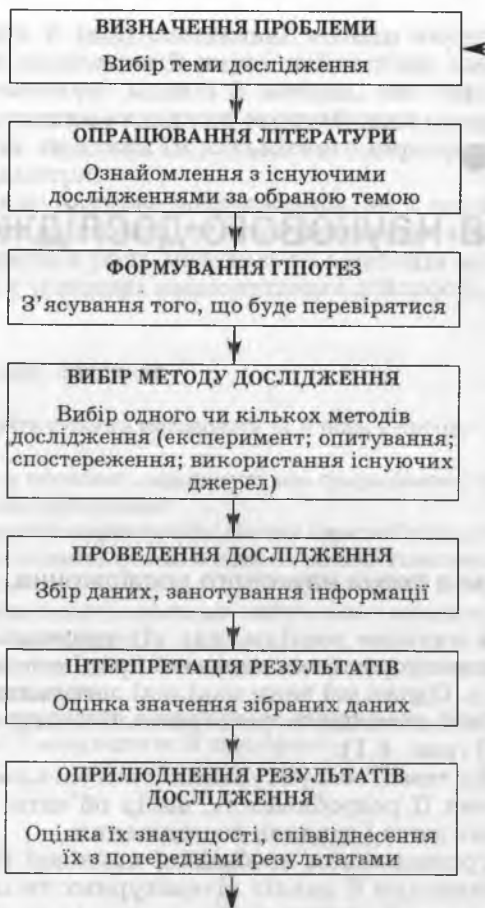 ВИЗНАЧЕННЯ ПРОБЛЕМИ
Вибір теми дослідження
ОПРАЦЮВАННЯ ЛІТЕРАТУРИ
Ознайомлення з існуючими
дослідженнями за обраною темою
ФОРМУВАННЯ ГІПОТЕЗ
З’ясування того, що буде перевірятися
ВИБІР МЕТОДУ ДОСЛІДЖЕННЯ
Вибір одного чи кількох методів
дослідження (експеримент; опитування;
спостереження; використання існуючих
джерел)
ПРОВЕДЕННЯ ДОСЛІДЖЕННЯ
Збір даних, занотування інформації
ІНТЕРПРЕТАЦІЯ РЕЗУЛЬТАТІВ
Оцінка значення зібраних даних
ОПРИЛЮДНЕННЯ РЕЗУЛЬТАТІВ
ДОСЛІДЖЕННЯ
Оцінка їх значущості, співвіднесення
їх з попередніми результатами